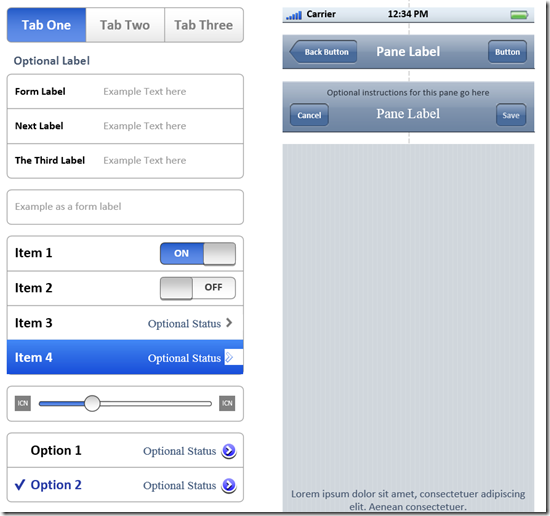 Tab One Tab Two Tab Three
Optional Label
Form Label Example Text here
Next Label Example Text here
The Third Label Example Text here
Example as a form label
Item 1 ON
Item 2 OFF
Item 3 Optional Status
Item 4 Optional Status
ICN ICN
Option 1 Optional Status
Option 2 Optional Status
Carrier 12:34 PM
Back Button Pane Label Button
Optional instructions for this pane go here
Cancel Pane Label Save
Lorem ipsum dolor sit amet, consectetuer adipiscing
elit. Aenean consectetuer.